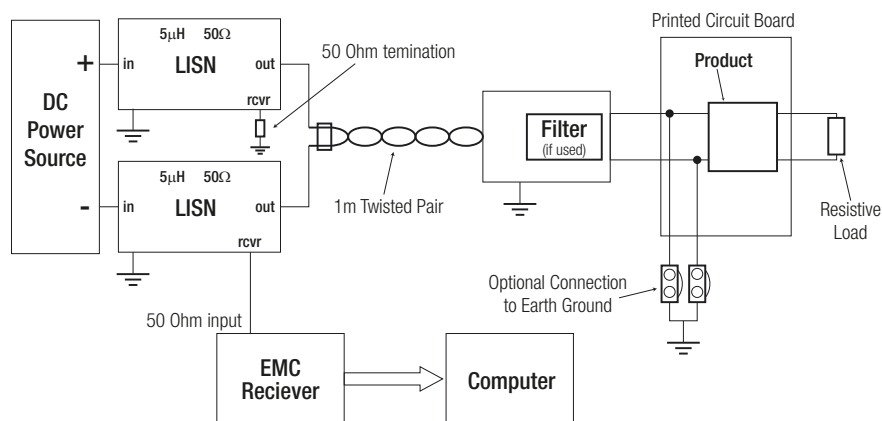 Printed Circuit Board
5µH 50Ω
LISN
in
out
rcvr
50 Ohm temination
+
DC
Power
Source
-
Product
Filter
(if used)
5µH 50Ω
LISN
in
out
rcvr
1m Twisted Pair
Resistive
Load
Optional Connection
to Earth Ground
50 Ohm input
EMC
Reciever
Computer